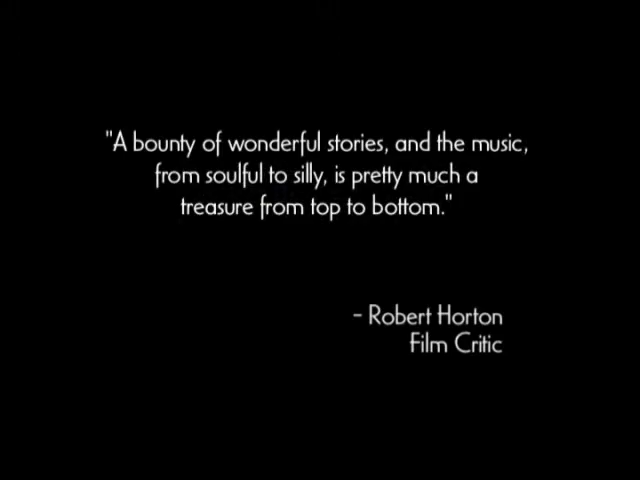 "A bounty of wonderful stories, and the music,
from soulful to silly, is pretty much a
treasure from top to bottom."
- Robert Horton
Film Critic